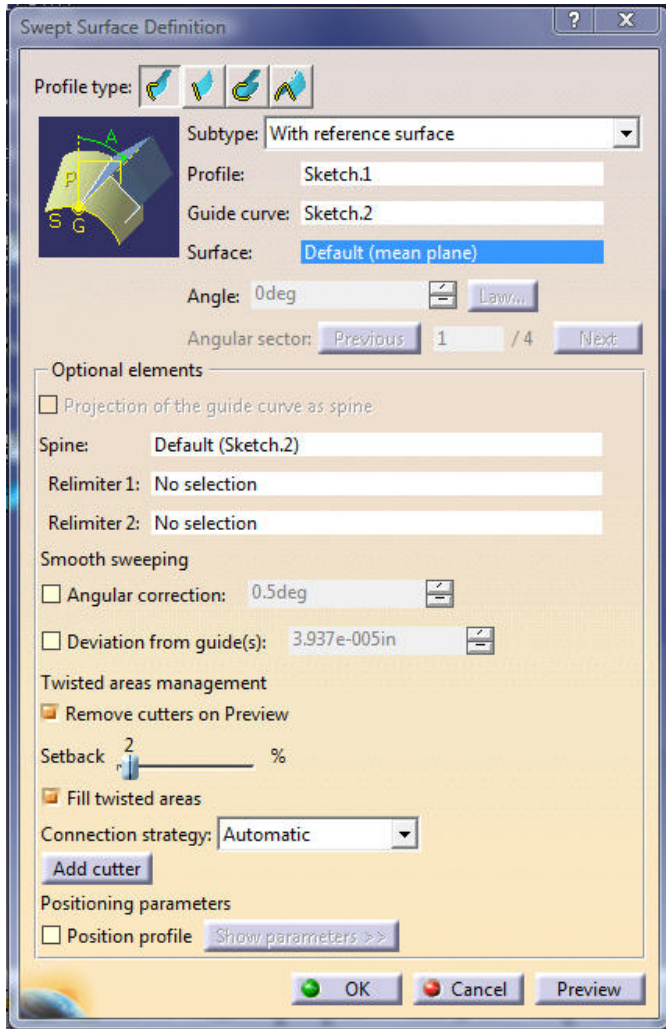 Swept Surface Definition ? X
Profile type:
Subtype: With reference surface
Profile: Sketch.1
Guide curve: Sketch.2
Surface: Default (mean plane)
Angle: 0deg Law...
Angular sector: Previous 1 / 4 Next
A
P
S G
Optional elements
Projection of the guide curve as spine
Spine: Default (Sketch.2)
Relimiter 1: No selection
Relimiter 2: No selection
Smooth sweeping
Angular correction: 0.5deg
Deviation from guide(s): 3.937e-005in
Twisted areas management
Remove cutters on Preview
2
Setback %
Fill twisted areas
Connection strategy: Automatic
Add cutter
Positioning parameters
Position profile Show parameters >>
OK Cancel Preview